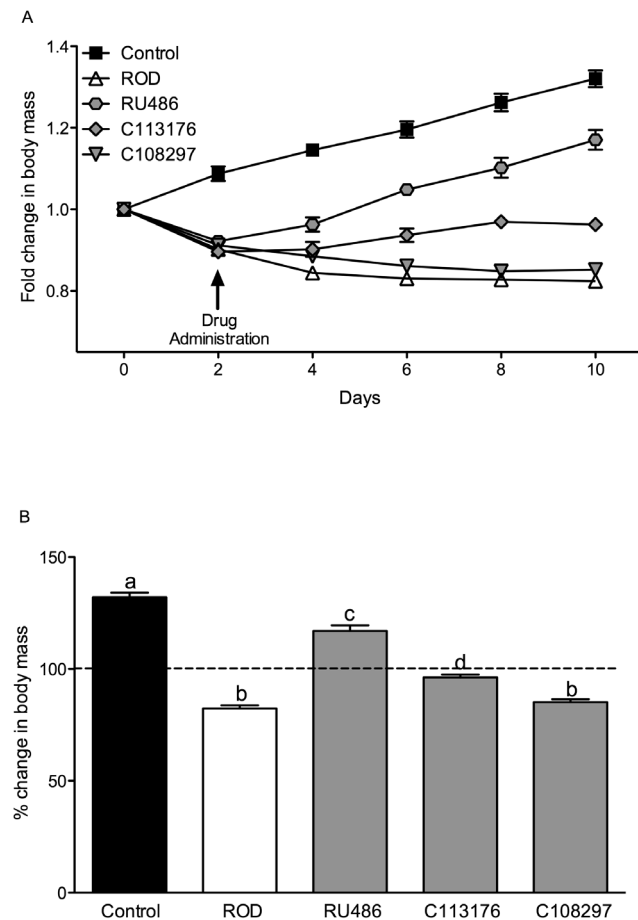 A
Control
ROD
RU486
C113176
C108297
1.4
1.2
1.0
0.8
Fold change in body mass
Drug
Administration
0 2 4 6 8 10
Days
B
150
100
50
0
% change in body mass
a
b
c
d
b
Control ROD RU486 C113176 C108297